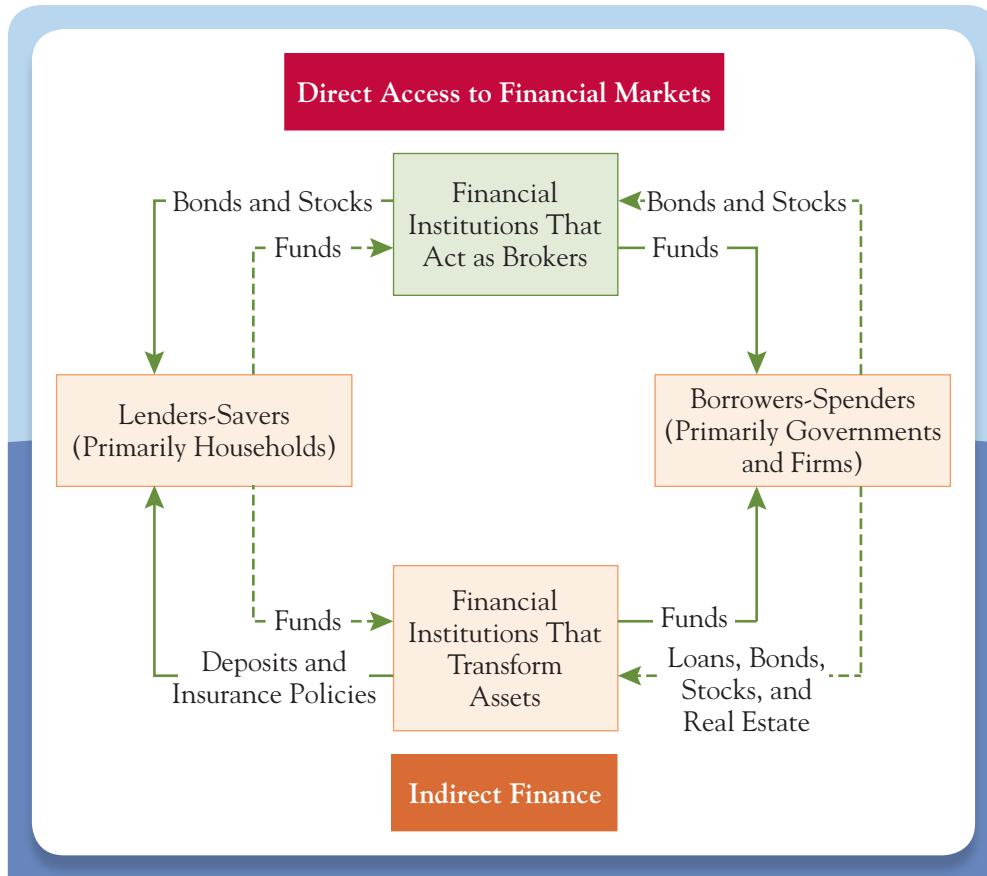 Direct Access to Financial Markets
Bonds and Stocks
Funds
Financial
Institutions That
Act as Brokers
Bonds and Stocks
Funds
Lenders-Savers
(Primarily Households)
Borrowers-Spenders
(Primarily Governments
and Firms)
Funds
Deposits and
Insurance Policies
Financial
Institutions That
Transform
Assets
Funds
Loans, Bonds,
Stocks, and
Real Estate
Indirect Finance